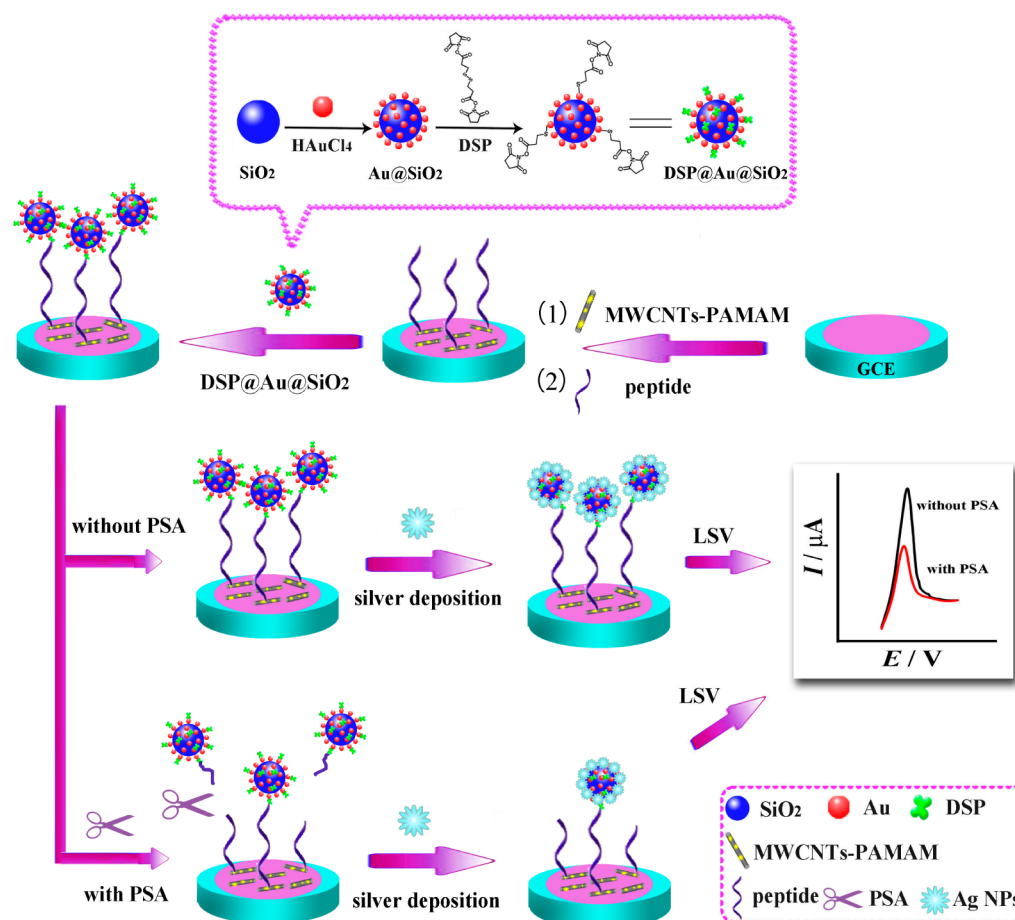 HAuCl4
DSP
SiO2
Au@SiO2
DSP@Au@SiO2
(1)
MWCNTs-PAMAM
(2)
peptide
GCE
DSP@Au@SiO2
without PSA
silver deposition
LSV
I / μA
without PSA
with PSA
E / V
LSV
with PSA
silver deposition
SiO2
Au
DSP
MWCNTs-PAMAM
peptide
PSA
Ag NPs